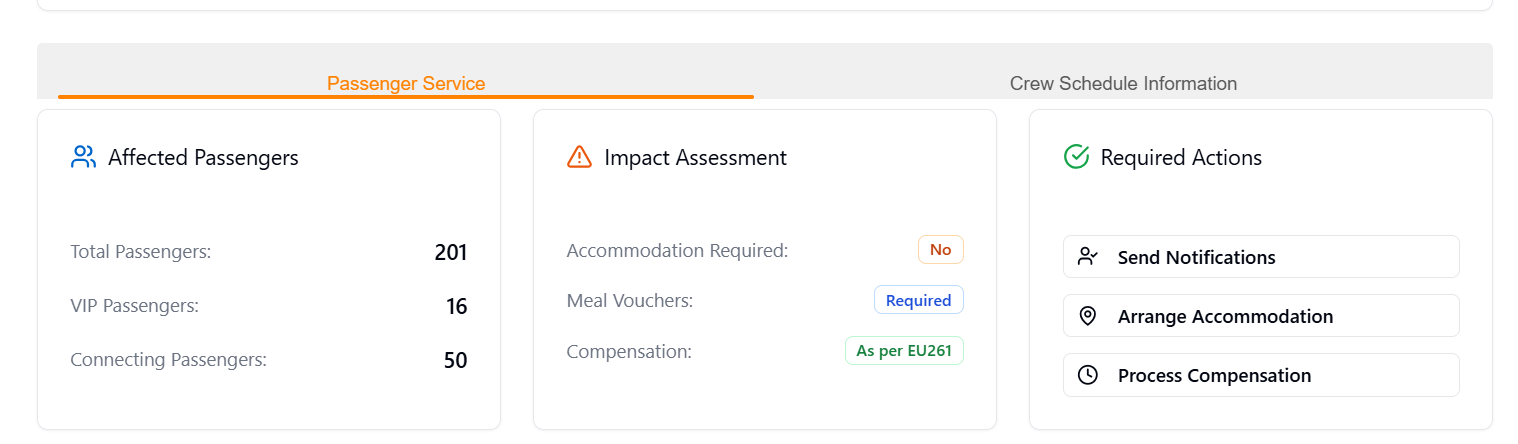 Passenger Service
Crew Schedule Information
Affected Passengers
Total Passengers: 201
VIP Passengers: 16
Connecting Passengers: 50
Impact Assessment
Accommodation Required: No
Meal Vouchers: Required
Compensation: As per EU261
Required Actions
Send Notifications
Arrange Accommodation
Process Compensation